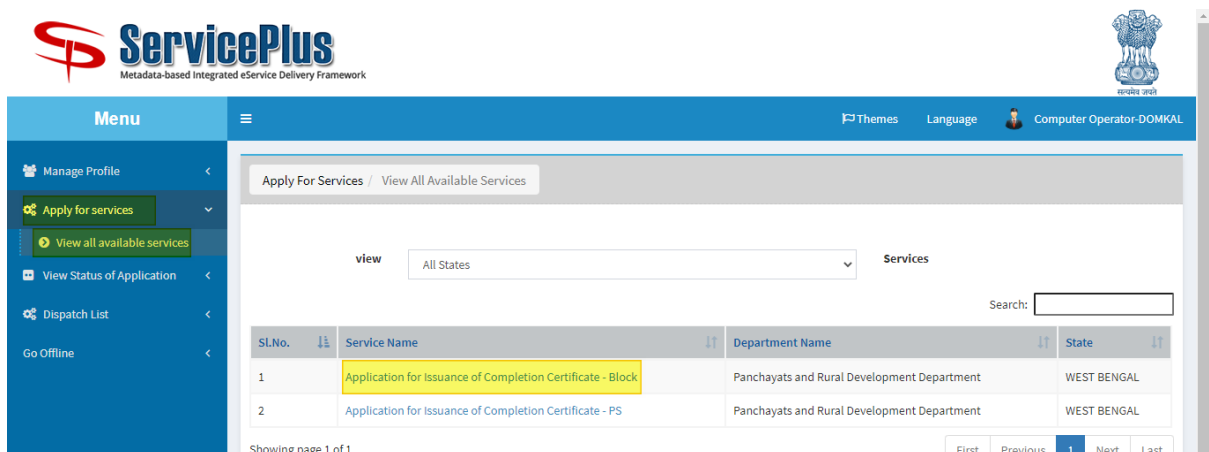 ServicePlus
Metadata-based Integrated eService Delivery Framework
सत्यमेव जयते
Menu
Themes Language Computer Operator-DOMKAL
Manage Profile
Apply For Services / View All Available Services
Apply for services
View all available services
view All States Services
View Status of Application
Search:
Dispatch List
Sl.No. Service Name Department Name State
Go Offline
1 Application for Issuance of Completion Certificate - Block Panchayats and Rural Development Department WEST BENGAL
2 Application for Issuance of Completion Certificate - PS Panchayats and Rural Development Department WEST BENGAL
Showing page 1 of 1 First Previous 1 Next Last